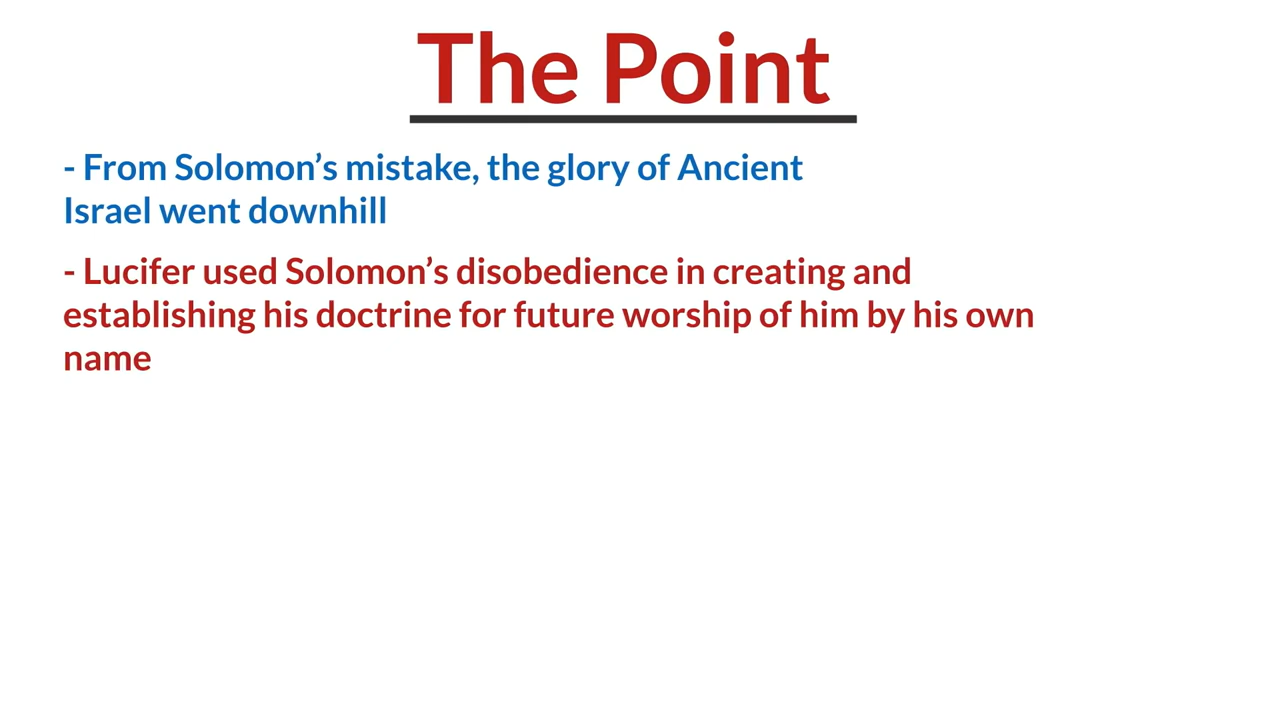 The Point
- From Solomon’s mistake, the glory of Ancient
Israel went downhill
- Lucifer used Solomon’s disobedience in creating and
establishing his doctrine for future worship of him by his own
name